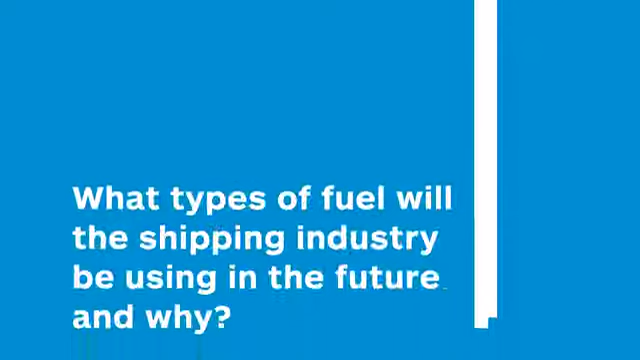 What types of fuel will
the shipping industry
be using in the future
and why?